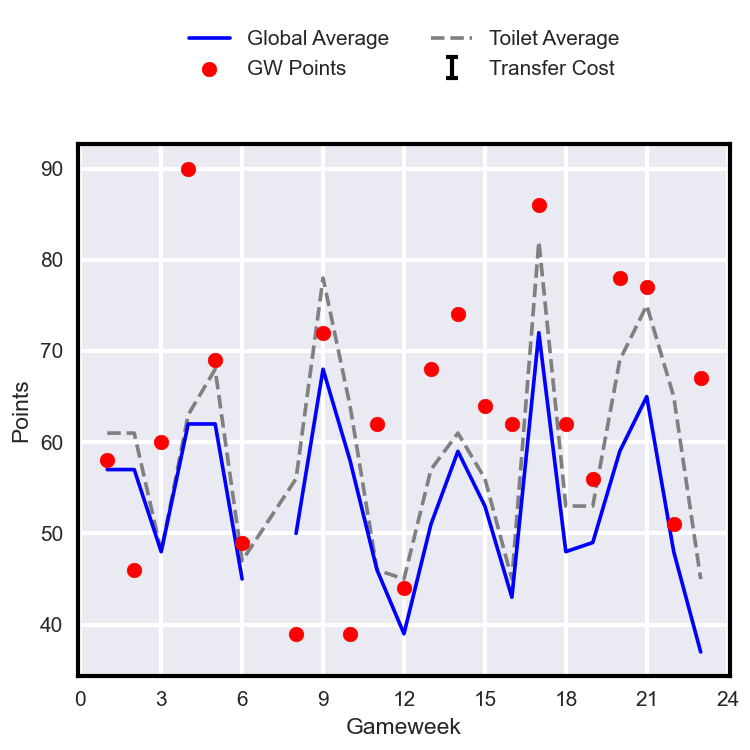 Global Average
Toilet Average
GW Points
Transfer Cost
90
80
70
60
50
40
Points
0 3 6 9 12 15 18 21 24
Gameweek